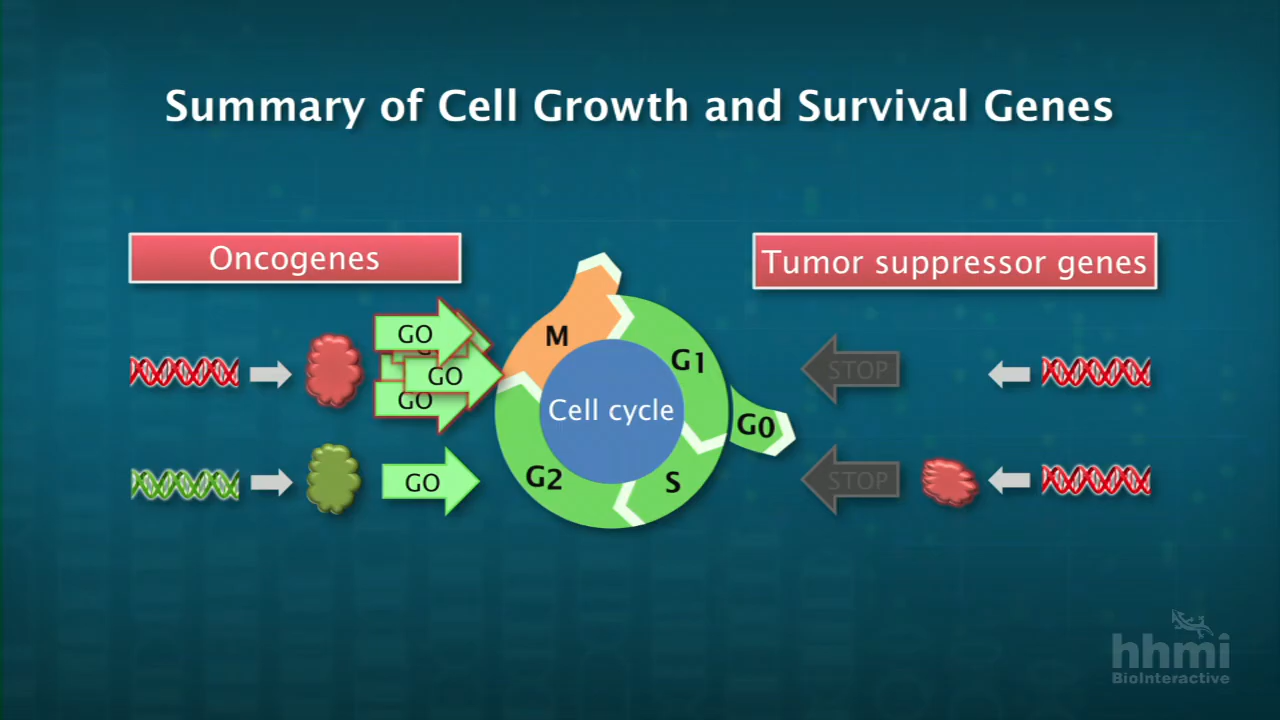 Summary of Cell Growth and Survival Genes
Oncogenes
Tumor suppressor genes
GO
GO
GO
GO
M
G1
G0
S
G2
Cell cycle
STOP
STOP
hhmi
BioInteractive